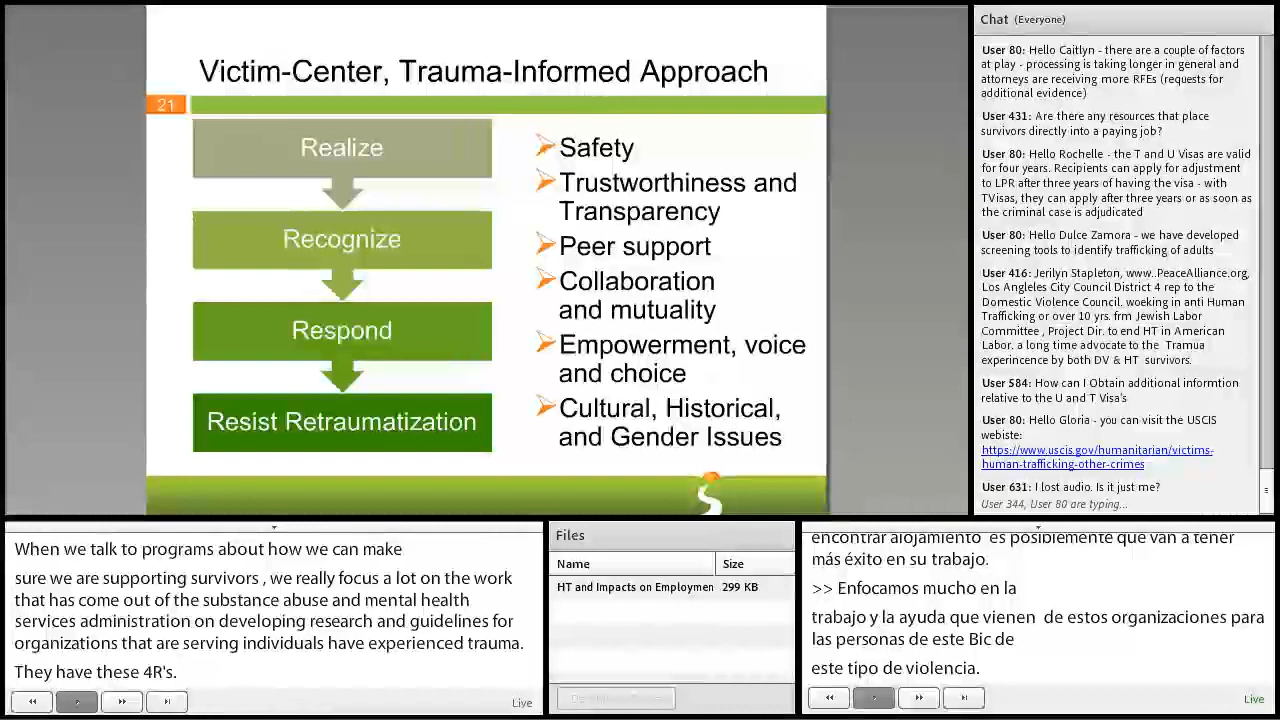 Victim-Center, Trauma-Informed Approach
21
Realize
Recognize
Respond
Resist Retraumatization
Safety
Trustworthiness and
Transparency
Peer support
Collaboration
and mutuality
Empowerment, voice
and choice
Cultural, Historical,
and Gender Issues
Chat (Everyone)
User 80: Hello Caitlyn - there are a couple of factors
at play - processing is taking longer in general and
attorneys are receiving more RFEs (requests for
additional evidence)
User 431: Are there any resources that place
survivors directly into a paying job?
User 80: Hello Rochelle - the T and U Visas are valid
for four years. Recipients can apply for adjustment
to LPR after three years of having the visa - with
TVisas, they can apply after three years or as soon as
the criminal case is adjudicated
User 80: Hello Dulce Zamora - we have developed
screening tools to identify trafficking of adults
User 416: Jerilyn Stapleton, www..PeaceAlliance.org,
Los Angeles City Council District 4 rep to the
Domestic Violence Council. woeking in anti Human
Trafficking or over 10 yrs. frm Jewish Labor
Committee , Project Dir. to end HT in American
Labor. a long time advocate to the  Tramua
experincence by both DV & HT  survivors.
User 584: How can I Obtain additional informtion
relative to the U and T Visa's
User 80: Hello Gloria - you can visit the USCIS
webiste:
https://www.uscis.gov/humanitarian/victims-
human-trafficking-other-crimes
User 631: I lost audio. Is it just me?
User 344, User 80 are typing...
When we talk to programs about how we can make
sure we are supporting survivors , we really focus a lot on the work
that has come out of the substance abuse and mental health
services administration on developing research and guidelines for
organizations that are serving individuals have experienced trauma.
They have these 4R's.
Live
Files
Name Size
HT and Impacts on Employmen 299 KB
encontrar alojamiento  es posiblemente que van a tener
más éxito en su trabajo.
>> Enfocamos mucho en la
trabajo y la ayuda que vienen  de estos organizaciones para
las personas de este Bic de
este tipo de violencia.
Live